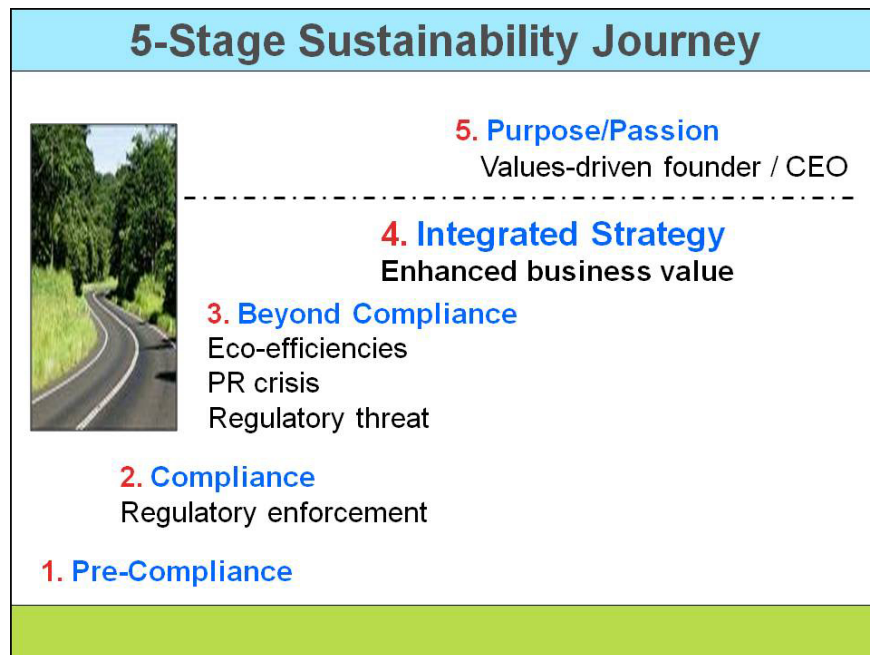 5-Stage Sustainability Journey
5. Purpose/Passion
Values-driven founder / CEO
4. Integrated Strategy
Enhanced business value
3. Beyond Compliance
Eco-efficiencies
PR crisis
Regulatory threat
2. Compliance
Regulatory enforcement
1. Pre-Compliance